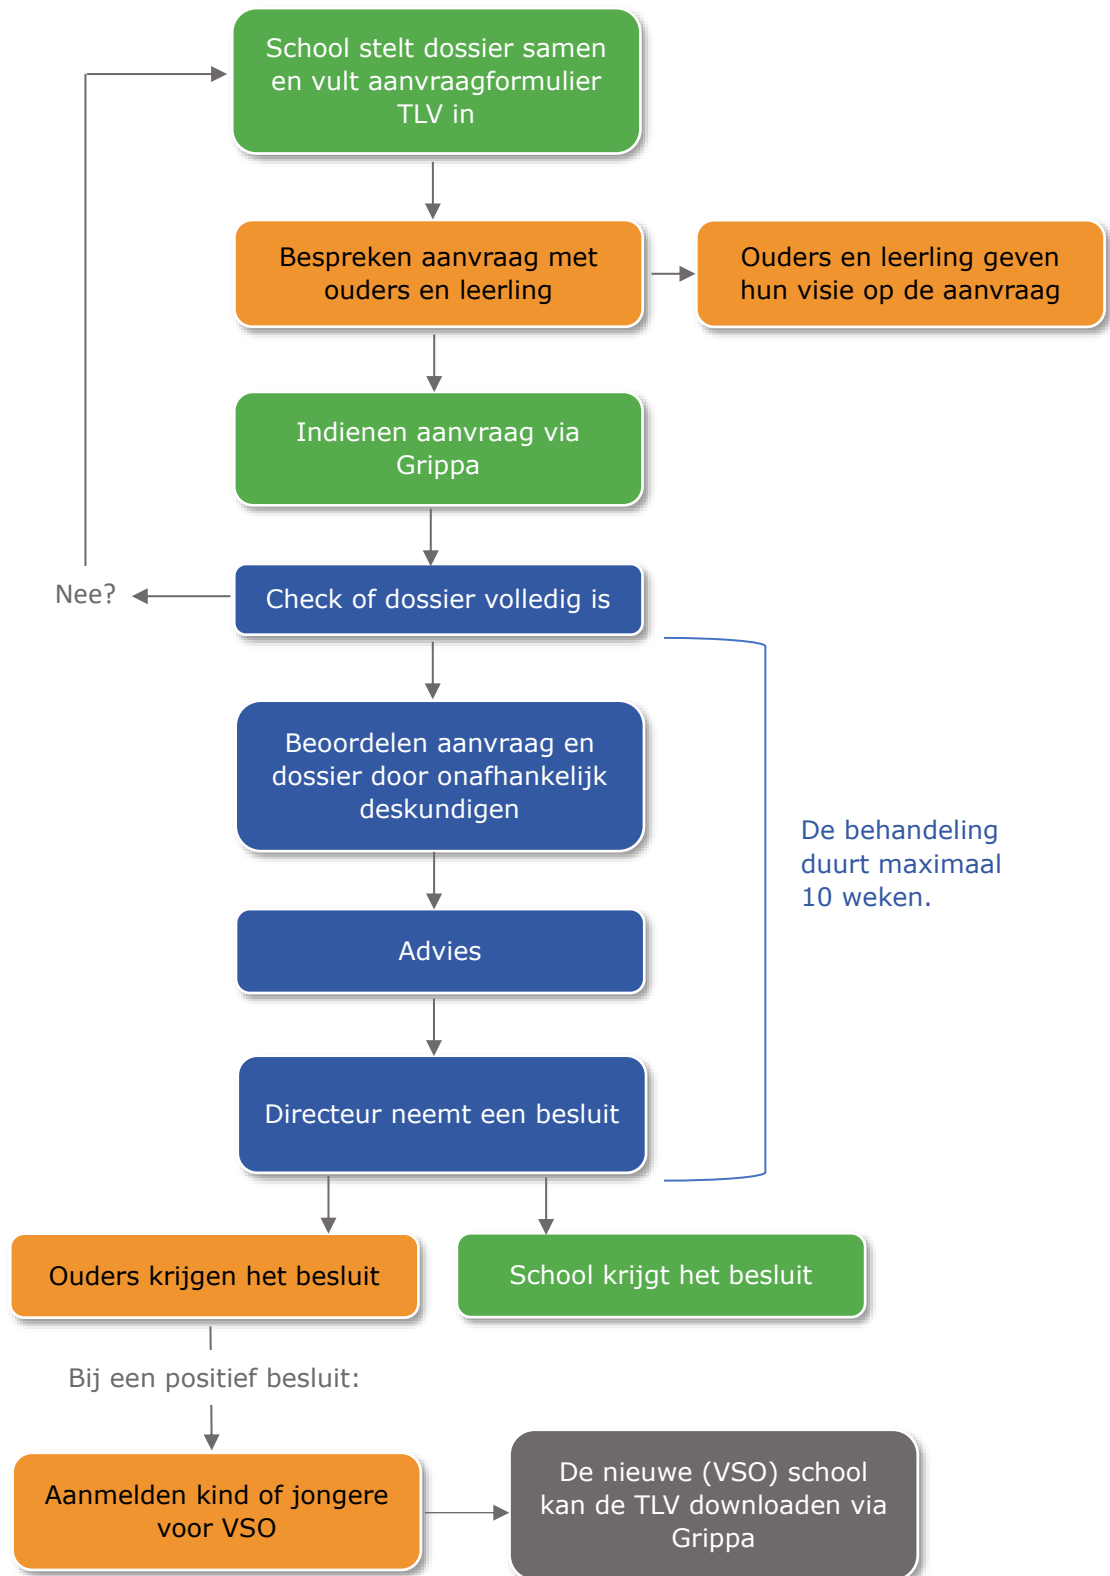 School stelt dossier samen
en vult aanvraagformulier
TLV in
Bespreken aanvraag met
ouders en leerling
Ouders en leerling geven
hun visie op de aanvraag
Indienen aanvraag via
Grippa
Nee?
Check of dossier volledig is
Beoordelen aanvraag en
dossier door onafhankelijk
deskundigen
De behandeling
duurt maximaal
10 weken.
Advies
Directeur neemt een besluit
Ouders krijgen het besluit
School krijgt het besluit
Bij een positief besluit:
Aanmelden kind of jongere
voor VSO
De nieuwe (VSO) school
kan de TLV downloaden via
Grippa